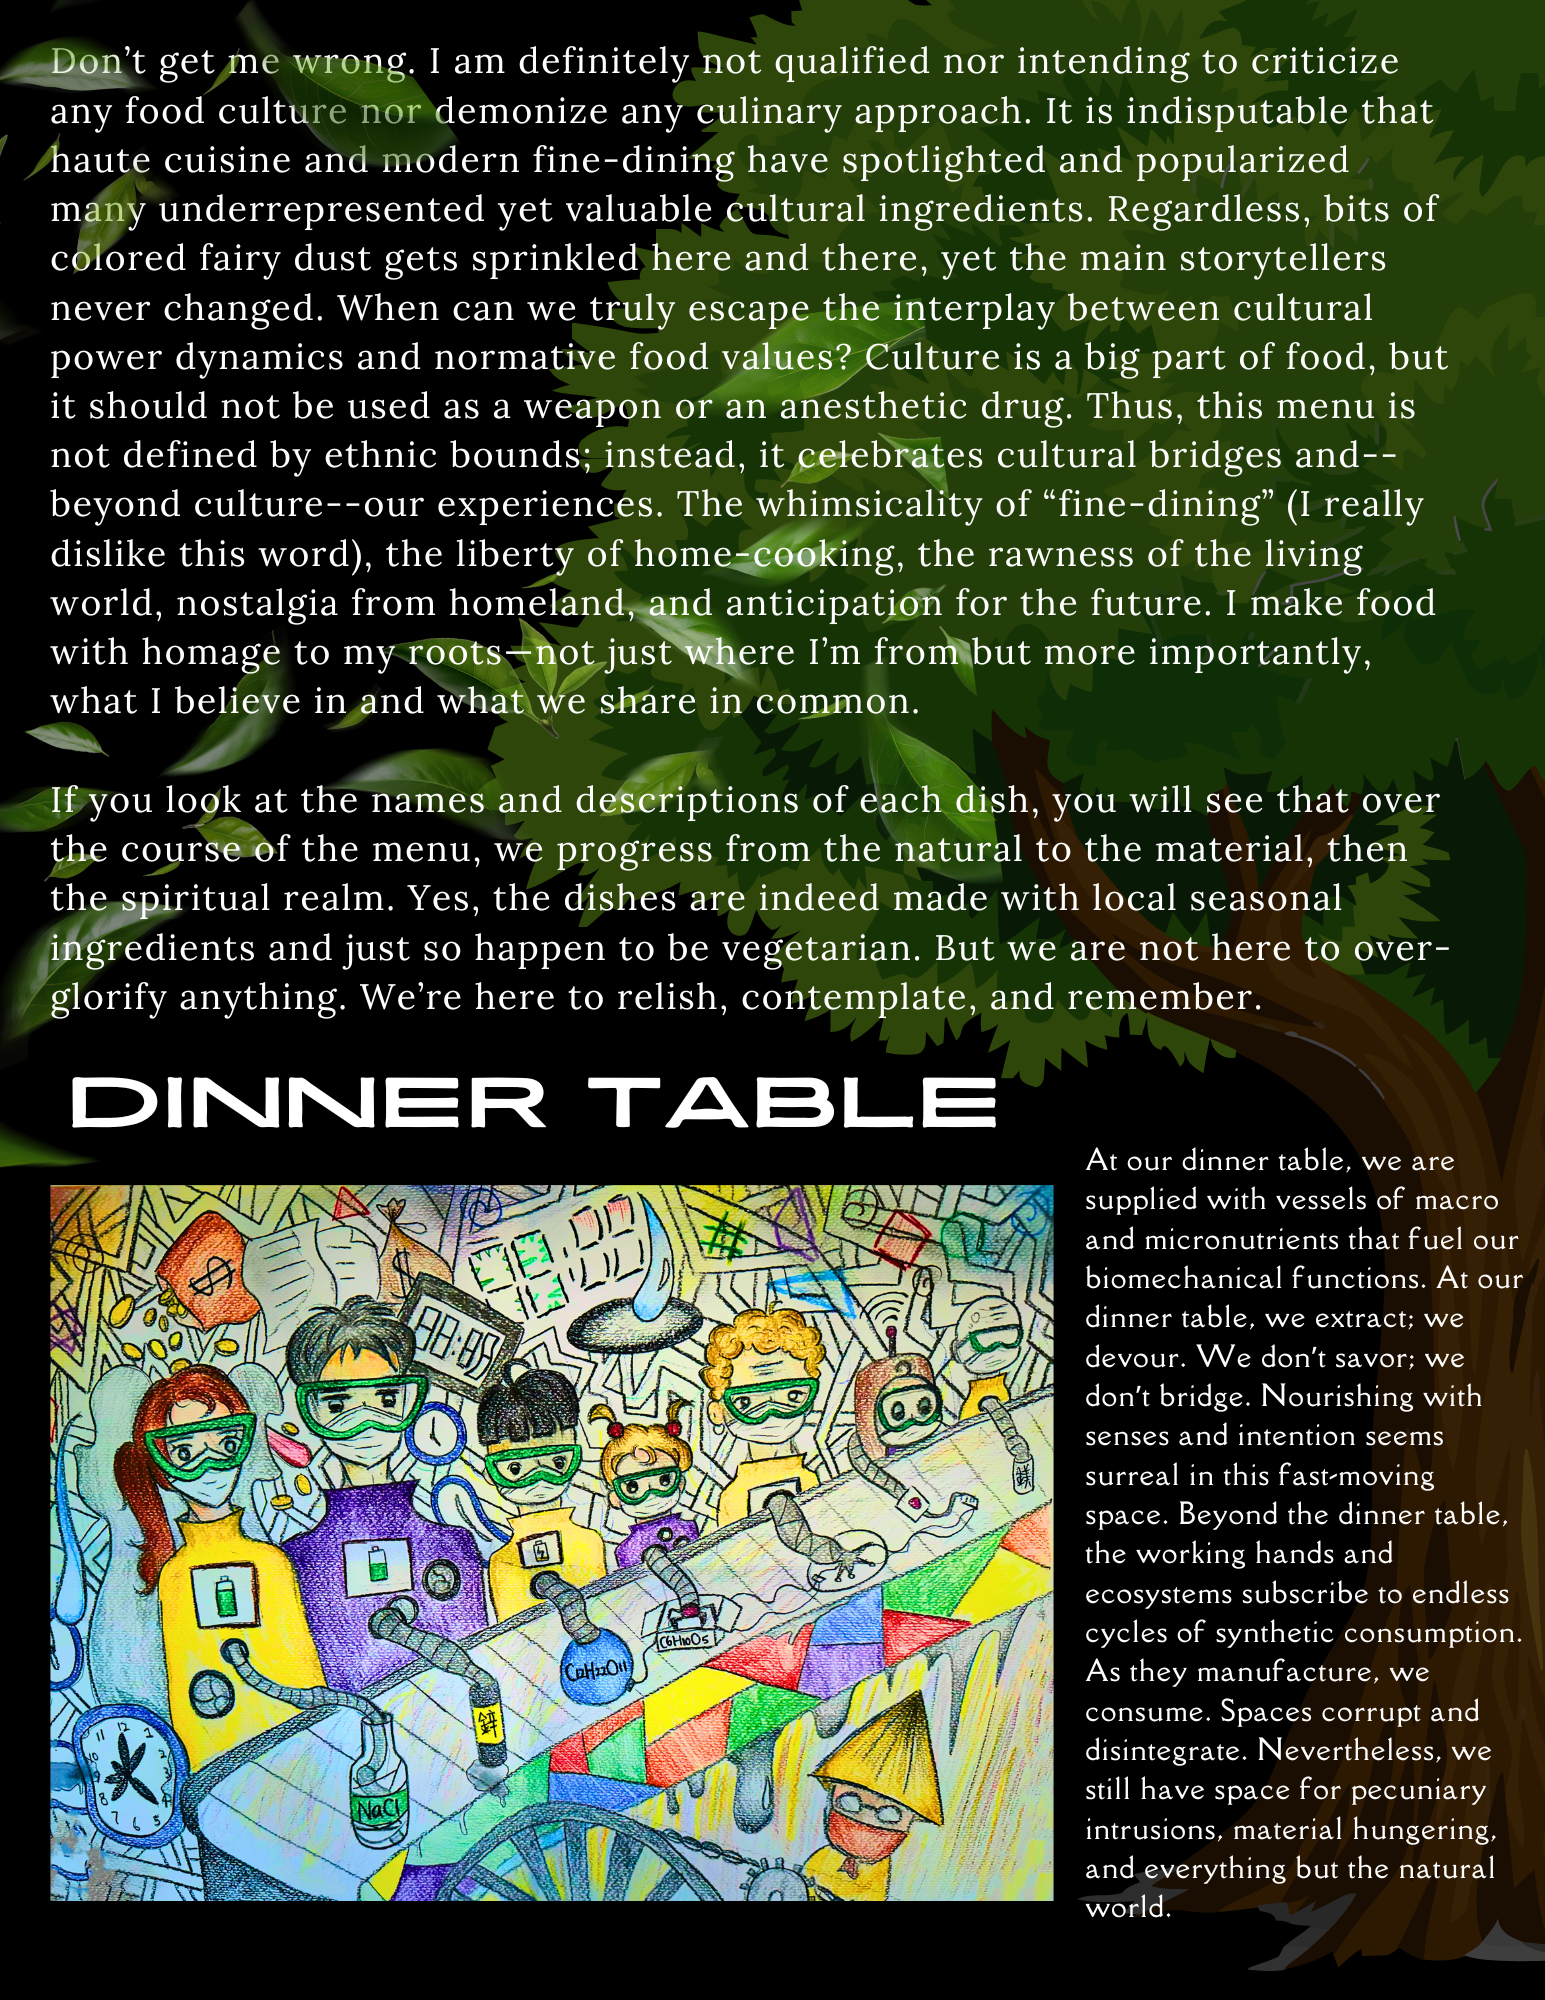 Don’t get me wrong. I am definitely not qualified nor intending to criticize
any food culture nor demonize any culinary approach. It is indisputable that
haute cuisine and modern fine-dining have spotlighted and popularized
many underrepresented yet valuable cultural ingredients. Regardless, bits of
colored fairy dust gets sprinkled here and there, yet the main storytellers
never changed. When can we truly escape the interplay between cultural
power dynamics and normative food values? Culture is a big part of food, but
it should not be used as a weapon or an anesthetic drug. Thus, this menu is
not defined by ethnic bounds; instead, it celebrates cultural bridges and--
beyond culture--our experiences. The whimsicality of “fine-dining” (I really
dislike this word), the liberty of home-cooking, the rawness of the living
world, nostalgia from homeland, and anticipation for the future. I make food
with homage to my roots—not just where I’m from but more importantly,
what I believe in and what we share in common.
If you look at the names and descriptions of each dish, you will see that over
the course of the menu, we progress from the natural to the material, then
the spiritual realm. Yes, the dishes are indeed made with local seasonal
ingredients and just so happen to be vegetarian. But we are not here to over-
glorify anything. We’re here to relish, contemplate, and remember.
DINNER TABLE
At our dinner table, we are
supplied with vessels of macro
and micronutrients that fuel our
biomechanical functions. At our
dinner table, we extract; we
devour. We don't savor; we
don't bridge. Nourishing with
senses and intention seems
surreal in this fast-moving
space. Beyond the dinner table,
the working hands and
ecosystems subscribe to endless
cycles of synthetic consumption.
As they manufacture, we
consume. Spaces corrupt and
disintegrate. Nevertheless, we
still have space for pecuniary
intrusions, material hungering,
and everything but the natural
world.
$
$
#
C6H10O5
C12H22O11
鋅
NaCl